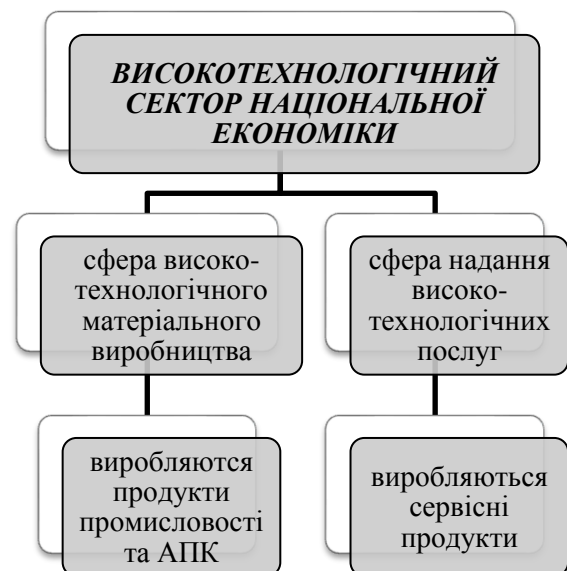 ВИСОКОТЕХНОЛОГІЧНИЙ
СЕКТОР НАЦІОНАЛЬНОЇ
ЕКОНОМІКИ
сфера високо-
технологічного
матеріального
виробництва
сфера надання
високо-
технологічних
послуг
виробляются
продукти
промисловості
та АПК
виробляються
сервісні
продукти